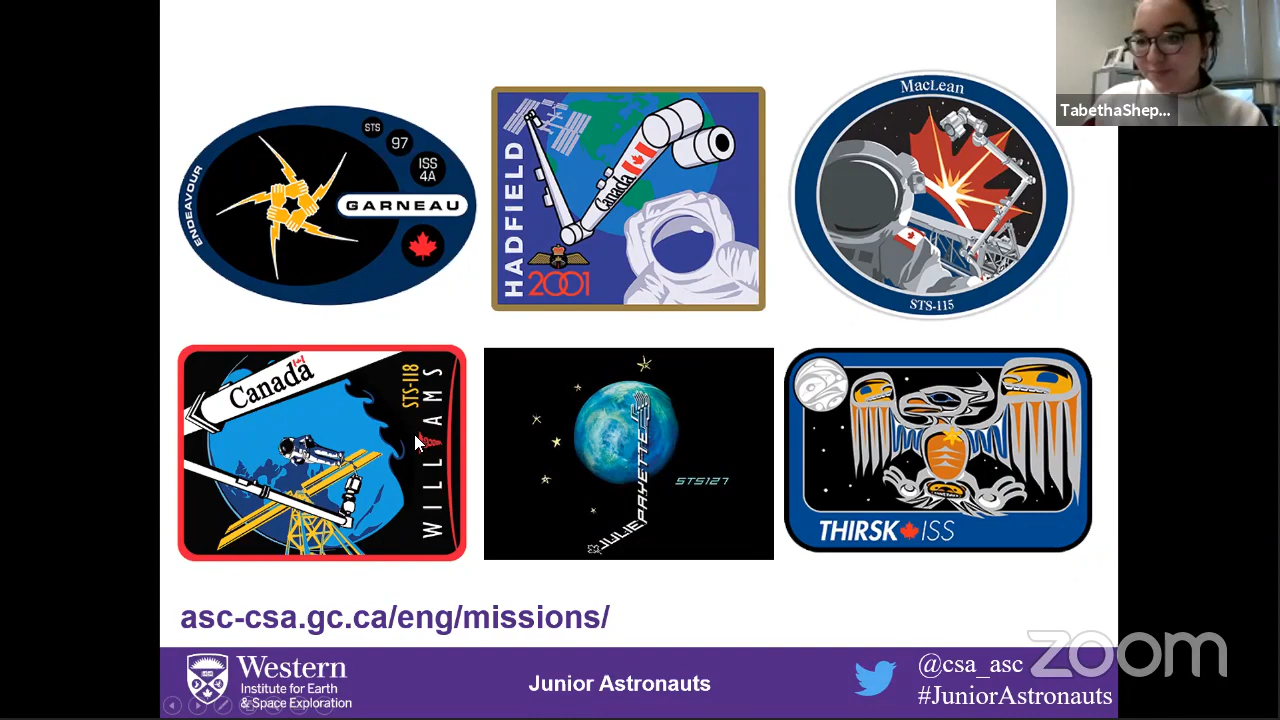 TabethaShep...
STS
97
ISS
4A
ENDEAVOUR
GARNEAU
HADFIELD
Canada
2001
MacLean
STS-115
Canada
STS-118
WILLIAMS
JULIE PAYETTE
STS127
THIRSK ISS
asc-csa.gc.ca/eng/missions/
Western
Institute for Earth
& Space Exploration
Junior Astronauts
@csa_asc
#JuniorAstronauts
zoom